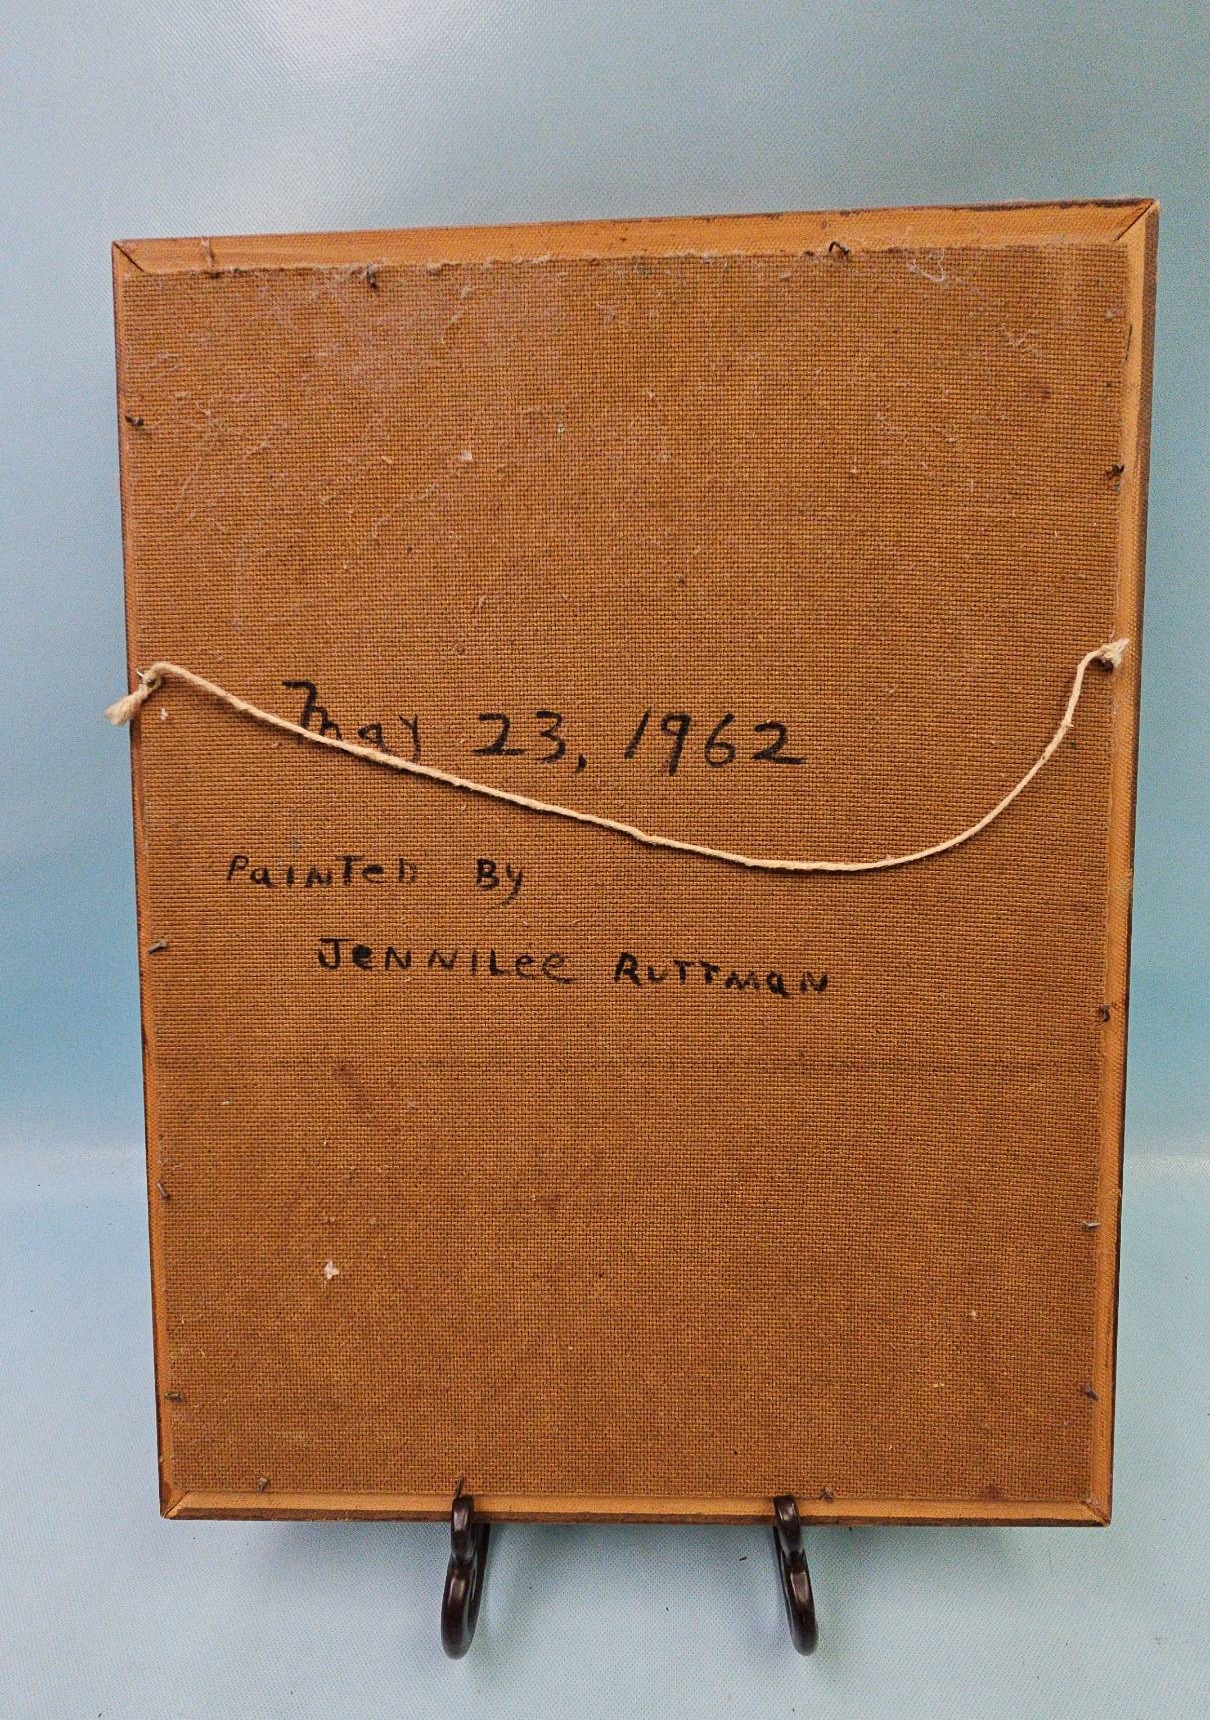 May 23, 1962
Painted By
Jennilee Ruttman